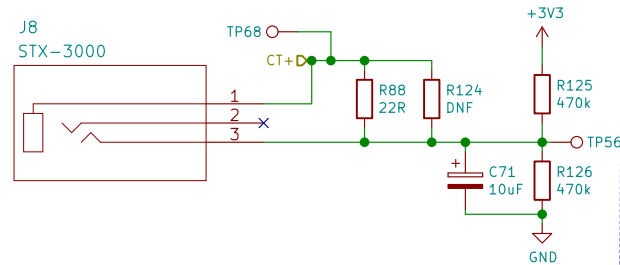 J8
STX-3000
1
2
3
TP68
CT+
R88
22R
R124
DNF
+3V3
R125
470k
TP56
+
C71
10uF
R126
470k
GND